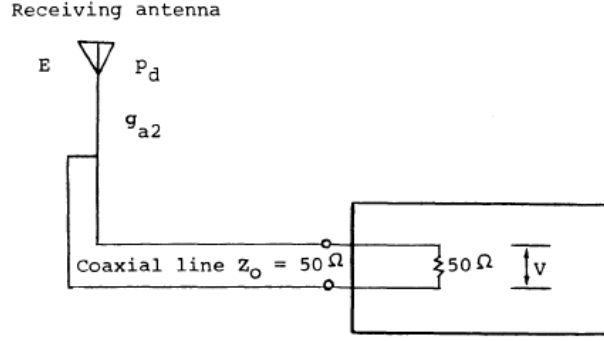 Receiving antenna
E
p_d
g_a2
Coaxial line Z_O = 50 Ω
50 Ω
V